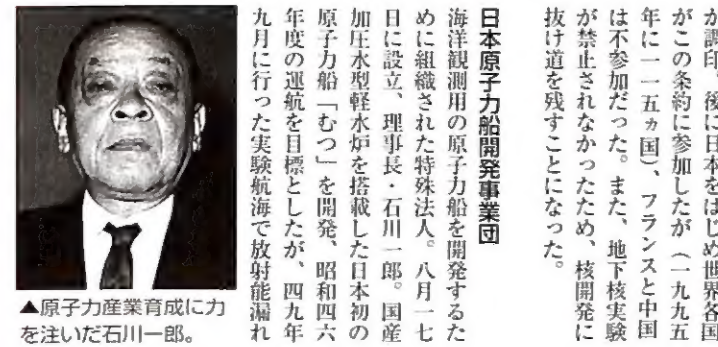 が調印、後に日本をはじめ世界各国
がこの条約に参加したが（一九九五
年に一一五ヵ国）、フランスと中国
は不参加だった。また、地下核実験
が禁止されなかったため、核開発に
抜け道を残すことになった。
日本原子力船開発事業団
海洋観測用の原子力船を開発するた
めに組織された特殊法人。八月一七
日に設立、理事長・石川一郎。国産
加圧水型軽水炉を搭載した日本初の
原子力船「むつ」を開発、昭和四六
年度の運航を目標としたが、四九年
九月に行った実験航海で放射能漏れ
▲原子力産業育成に力
を注いだ石川一郎。